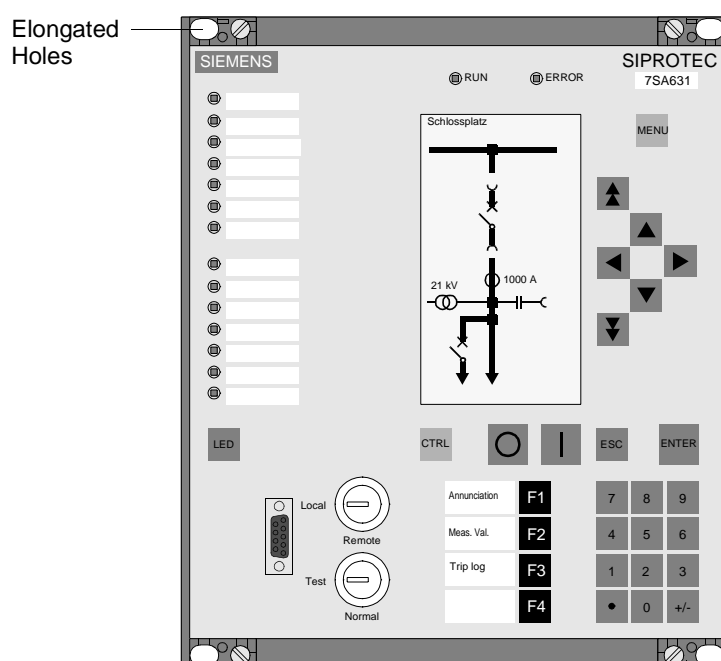 Elongated
Holes
SIEMENS
SIPROTEC
RUN
ERROR
7SA631
Schlossplatz
MENU
21 kV
1000 A
LED
CTRL
ESC
ENTER
Local
Remote
Test
Normal
Annunciation
F1
Meas. Val.
F2
Trip log
F3
F4
7 8 9
4 5 6
1 2 3
• 0 +/-